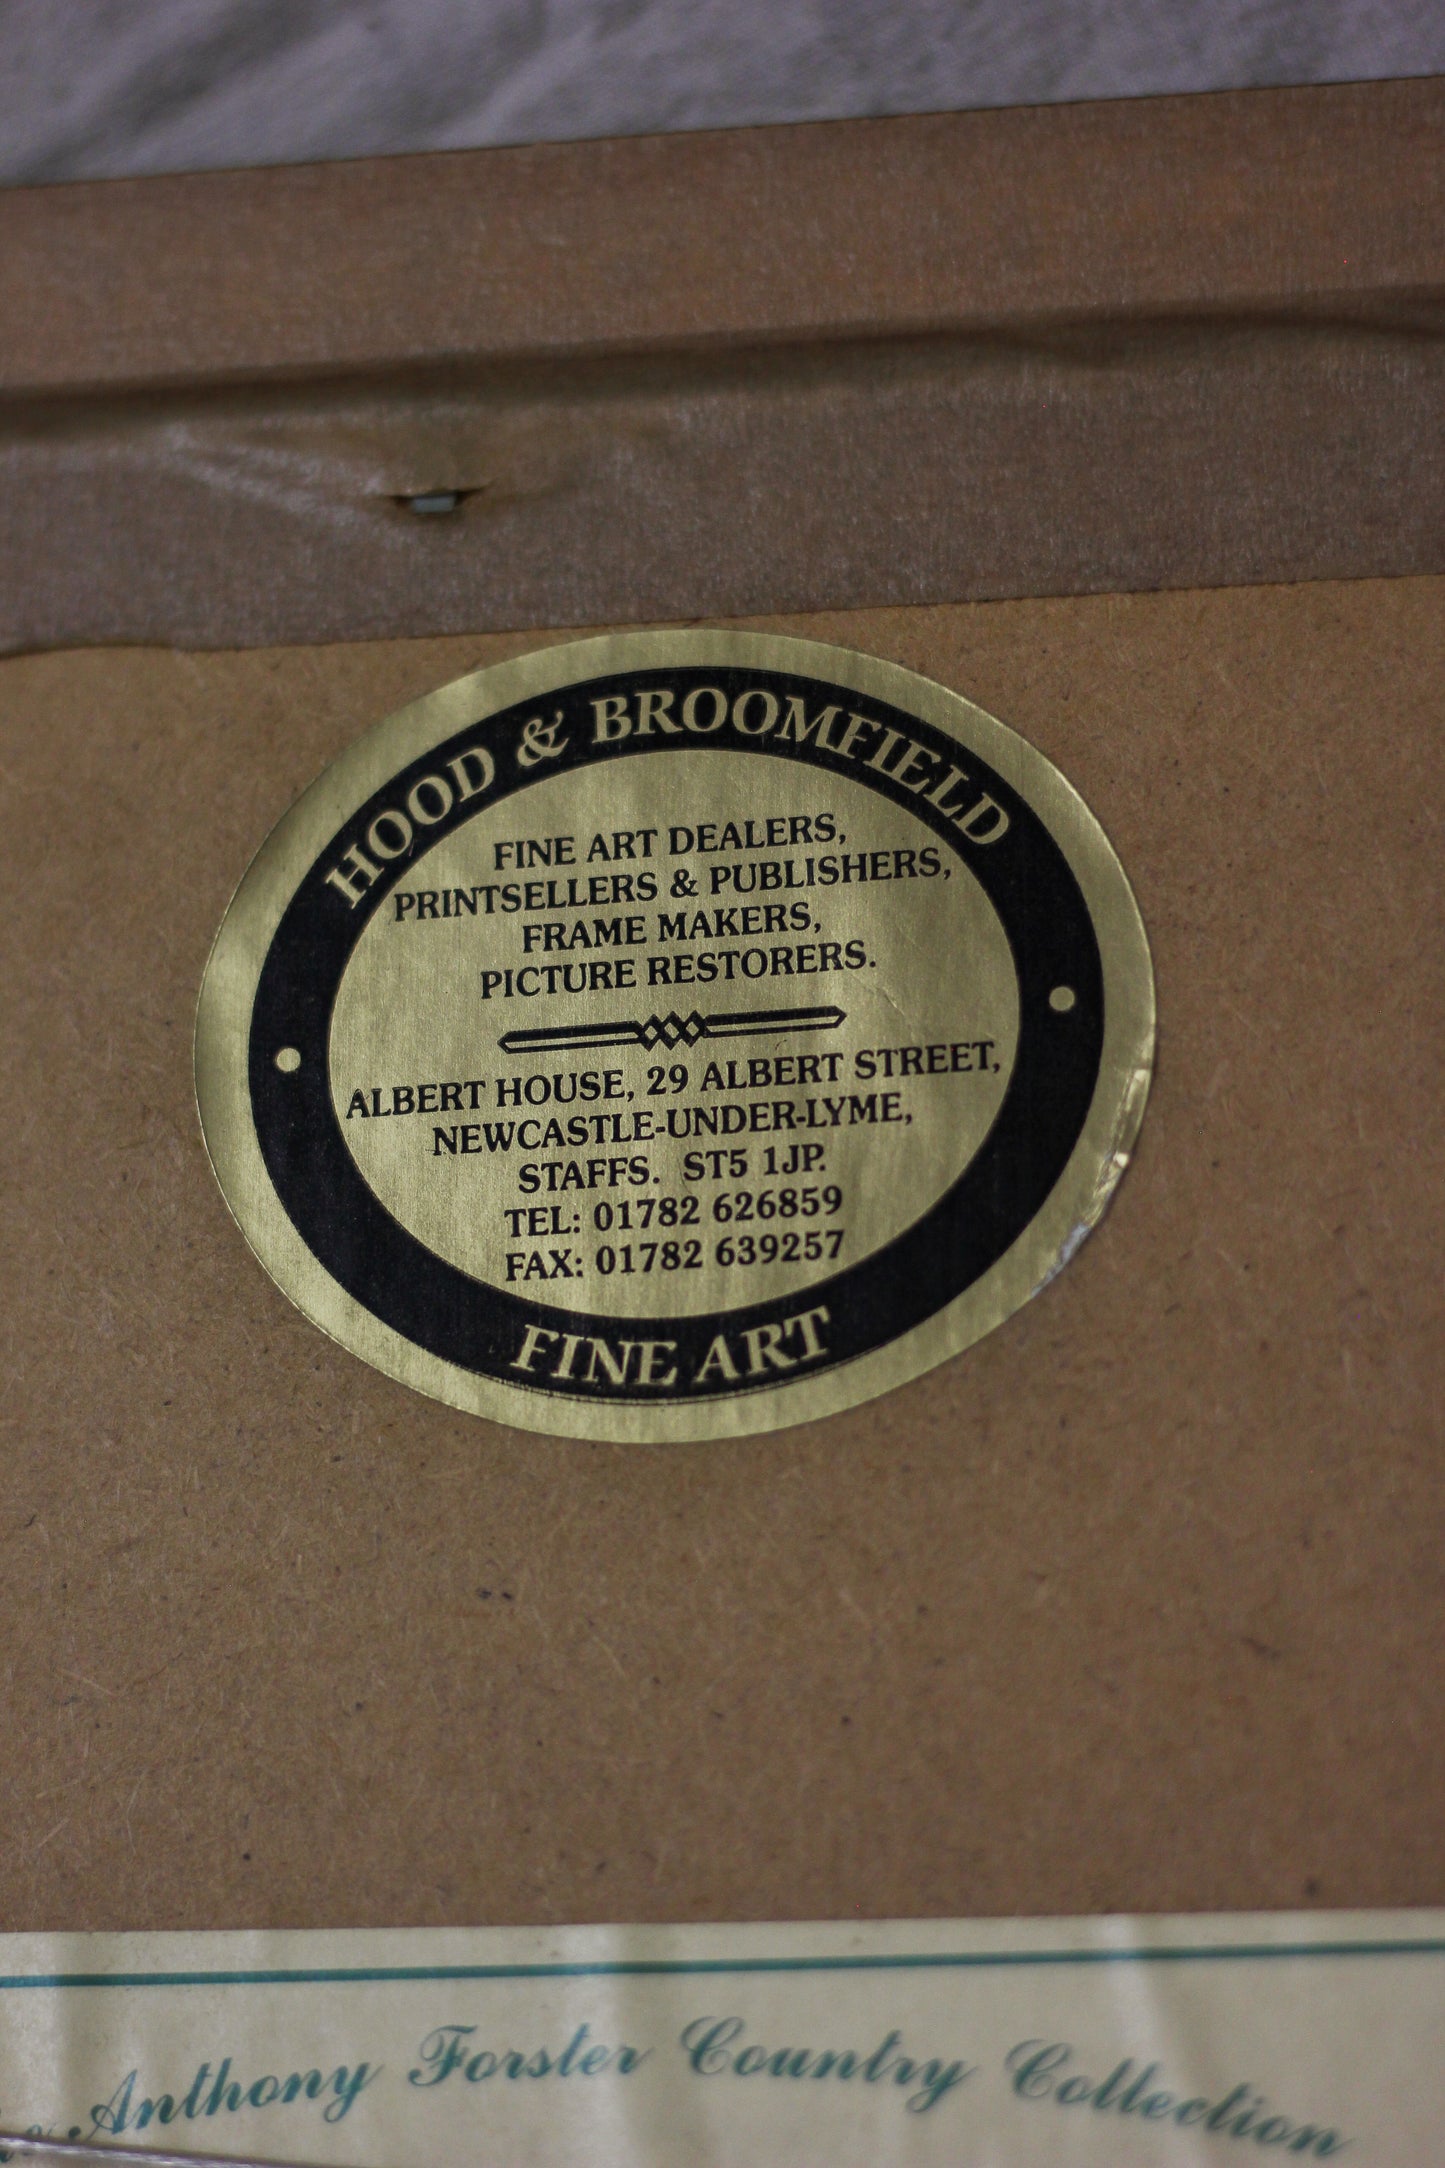 HOOD & BROOMFIELD
FINE ART DEALERS,
PRINTSELLERS & PUBLISHERS,
FRAME MAKERS,
PICTURE RESTORERS.
ALBERT HOUSE, 29 ALBERT STREET,
NEWCASTLE-UNDER-LYME,
STAFFS. ST5 1JP.
TEL: 01782 626859
FAX: 01782 639257
FINE ART
Anthony Forster Country Collection